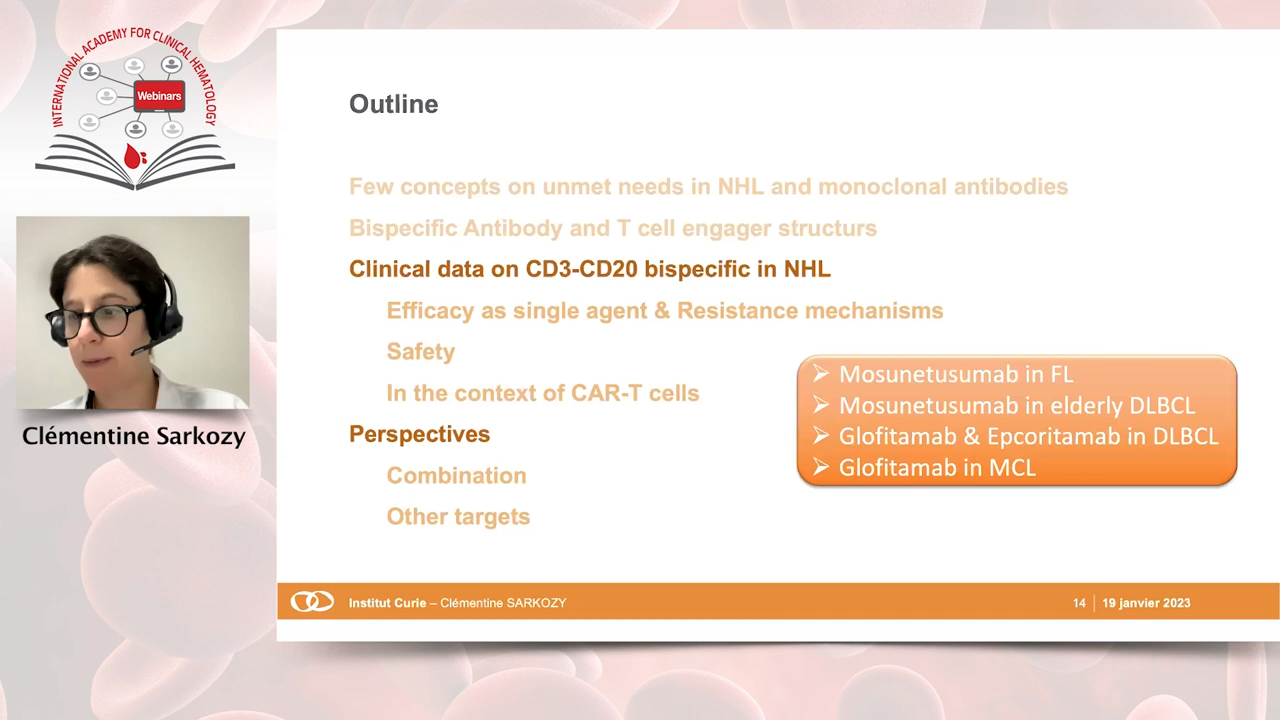 INTERNATIONAL ACADEMY FOR CLINICAL HEMATOLOGY
Webinars
Clémentine Sarkozy
Outline
Few concepts on unmet needs in NHL and monoclonal antibodies
Bispecific Antibody and T cell engager structurs
Clinical data on CD3-CD20 bispecific in NHL
Efficacy as single agent & Resistance mechanisms
Safety
In the context of CAR-T cells
Perspectives
Combination
Other targets
➢ Mosunetusumab in FL
➢ Mosunetusumab in elderly DLBCL
➢ Glofitamab & Epcoritamab in DLBCL
➢ Glofitamab in MCL
Institut Curie – Clémentine SARKOZY
14 | 19 janvier 2023